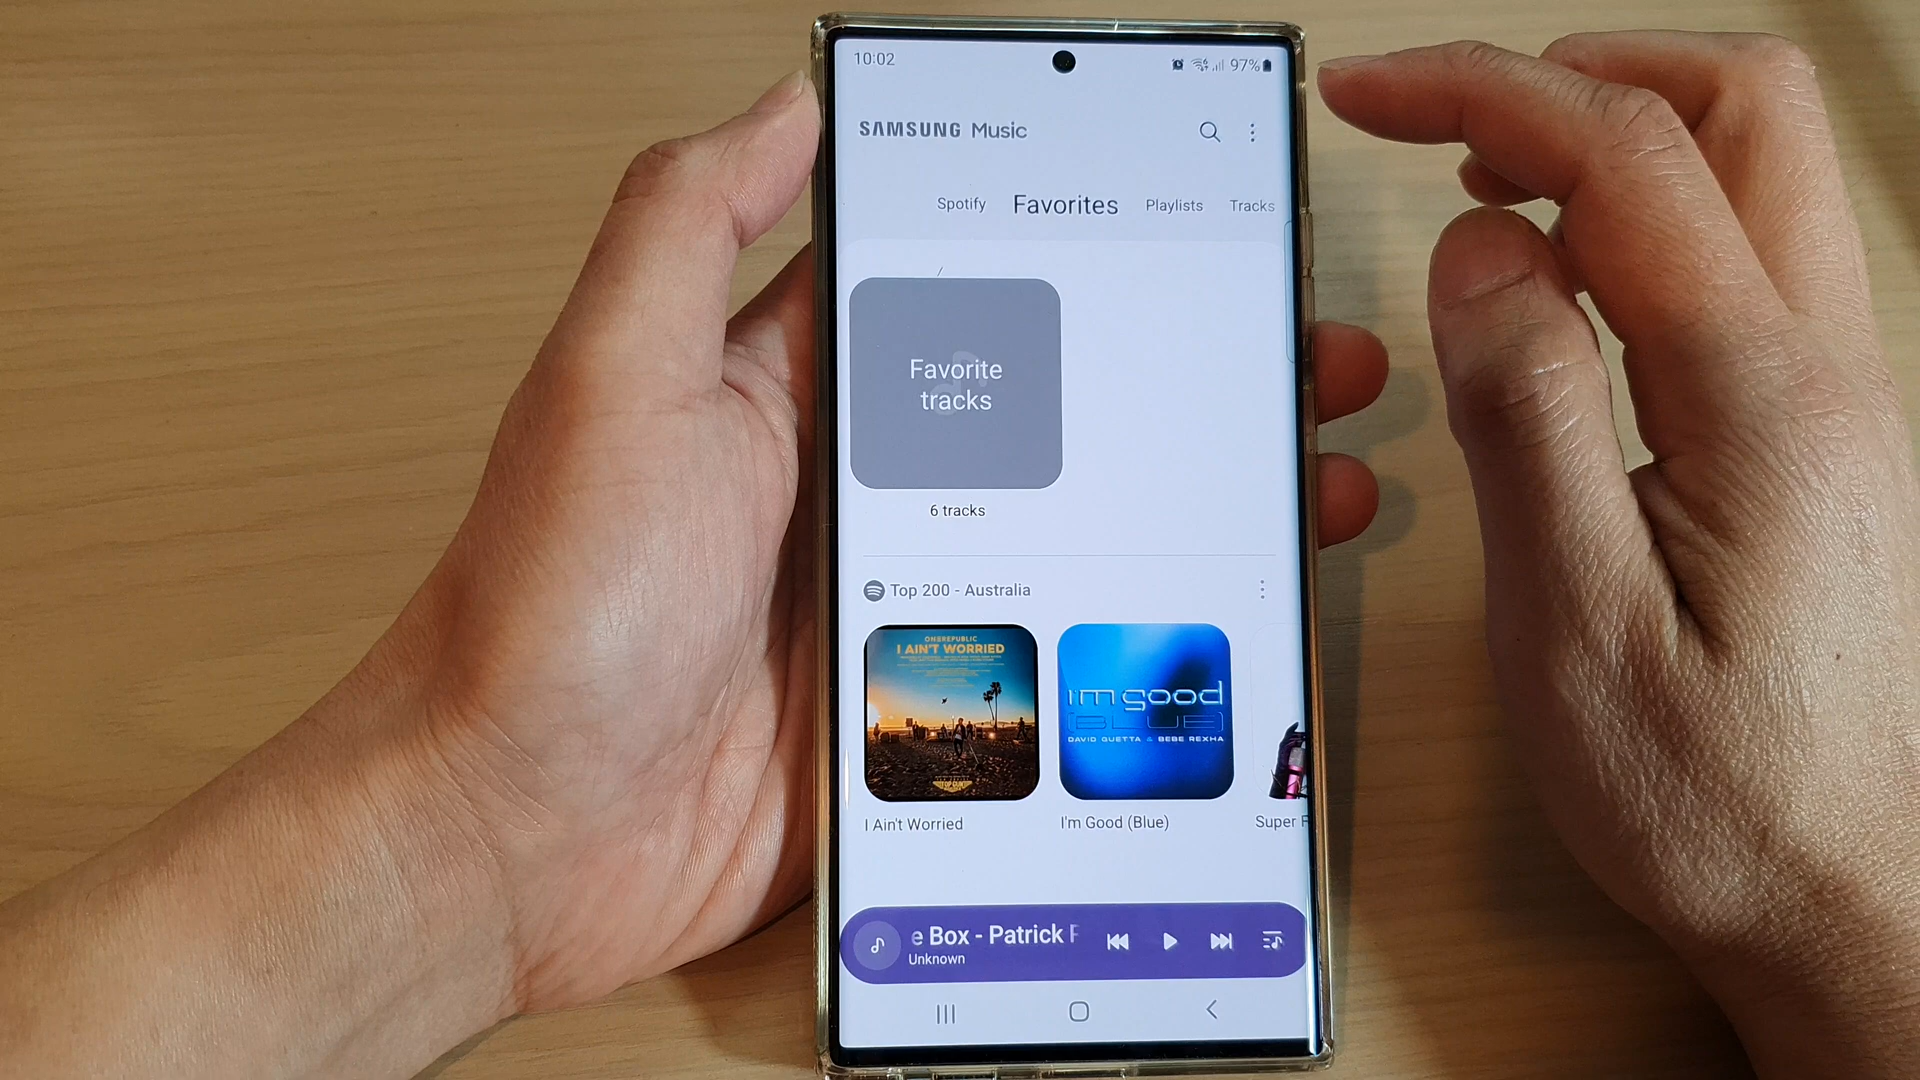 10:02
97%
SAMSUNG Music
Spotify Favorites Playlists Tracks
Favorite
tracks
6 tracks
Top 200 - Australia
ONEREPUBLIC
I AIN'T WORRIED
i'm good
(BLUE)
DAVID GUETTA & BEBE REXHA
I Ain't Worried
I'm Good (Blue)
Super F
e Box - Patrick
Unknown